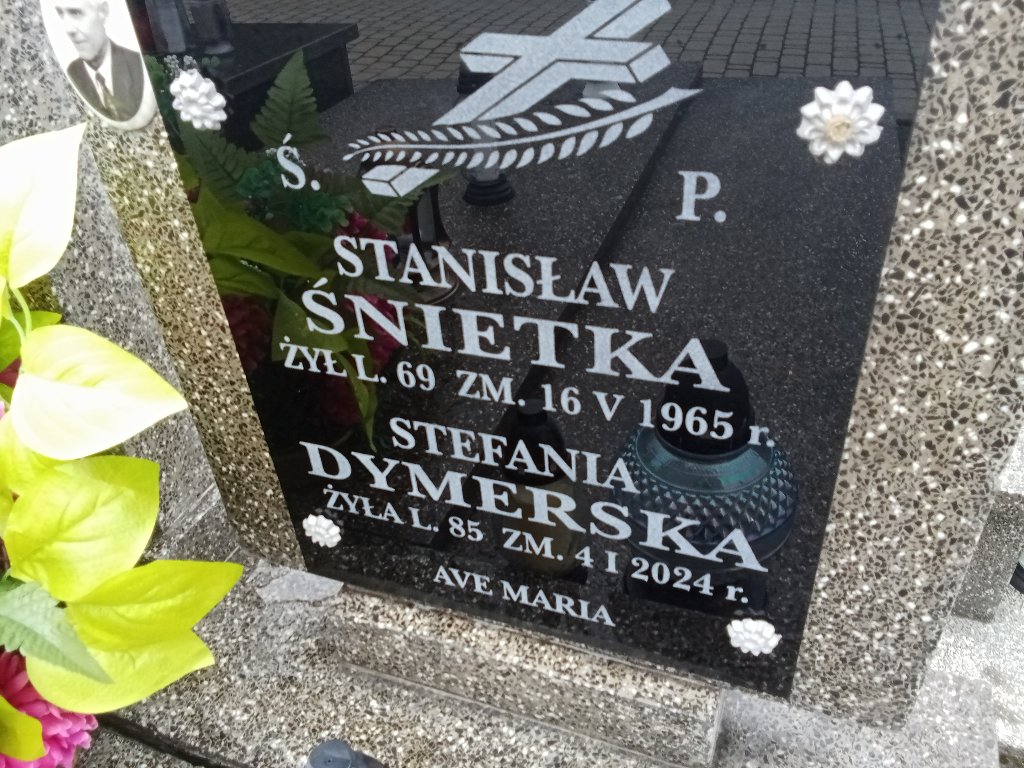 Ś. P.
STANISŁAW
ŚNIETKA
ŻYŁ L. 69 ZM. 16 V 1965 r.
STEFANIA
DYMERSKA
ŻYŁA L. 85 ZM. 4 I 2024 r.
AVE MARIA